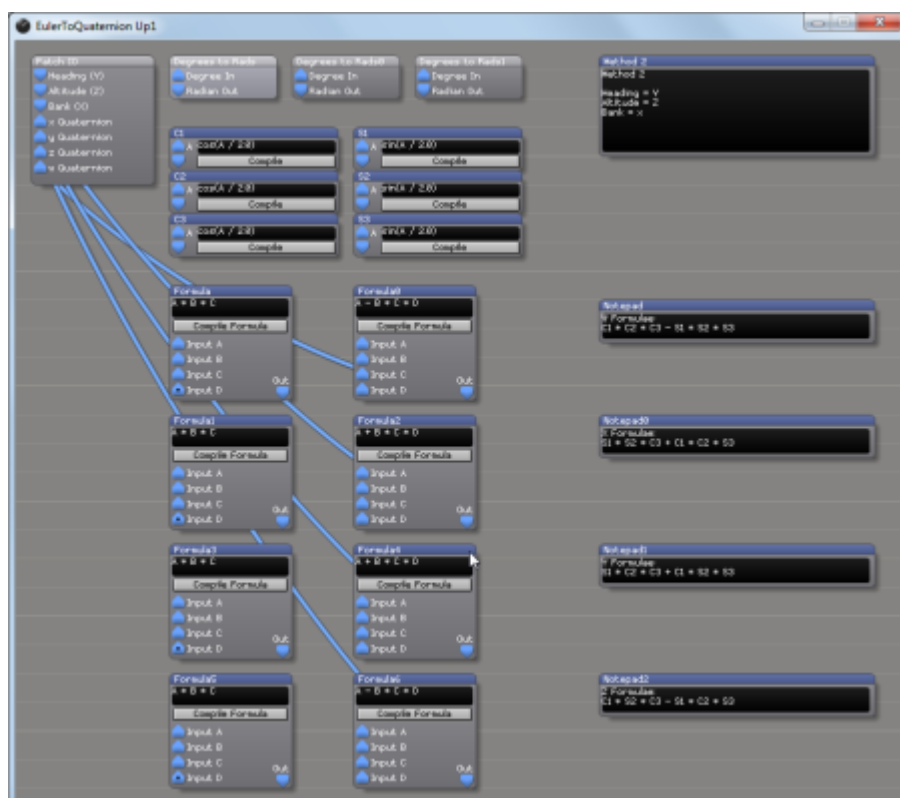 EulerToQuaternion Up1
Patch IO
Heading (Y)
Altitude (Z)
Bank (X)
x Quaternion
y Quaternion
z Quaternion
w Quaternion
Degrees to Rads
Degree In
Radian Out
Degrees to Rads0
Degree In
Radian Out
Degrees to Rads1
Degree In
Radian Out
Method 2
Method 2
Heading = Y
Altitude = Z
Bank = x
C1
A cos(A / 2.0)
Compile
S1
A sin(A / 2.0)
Compile
C2
A cos(A / 2.0)
Compile
S2
A sin(A / 2.0)
Compile
C3
A cos(A / 2.0)
Compile
S3
A sin(A / 2.0)
Compile
Formula
A * B * C
Compile Formula
Input A
Input B
Input C
Input D
Out
Formula0
A - B * C * D
Compile Formula
Input A
Input B
Input C
Input D
Out
Notepad
W Formulae
C1 * C2 * C3 - S1 * S2 * S3
Formula1
A * B * C
Compile Formula
Input A
Input B
Input C
Input D
Out
Formula2
A + B * C * D
Compile Formula
Input A
Input B
Input C
Input D
Out
Notepad0
X Formulae
S1 * S2 * C3 + C1 * C2 * S3
Formula3
A * B * C
Compile Formula
Input A
Input B
Input C
Input D
Out
Formula4
A + B * C * D
Compile Formula
Input A
Input B
Input C
Input D
Out
Notepad1
Y Formulae
S1 * C2 * C3 + C1 * S2 * S3
Formula5
A * B * C
Compile Formula
Input A
Input B
Input C
Input D
Out
Formula6
A - B * C * D
Compile Formula
Input A
Input B
Input C
Input D
Out
Notepad2
Z Formulae
C1 * S2 * C3 - S1 * C2 * S3